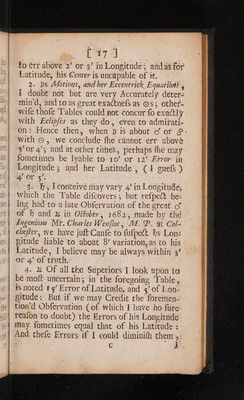 [ 17 ]
to err above 2' or 3' in Longitude; and as for
Latitude, his Center is uncapable of it.
2. ☽s Motions, and her Eccentrick Equations,
I doubt not but are very Accurately deter-
min'd, and to as great exactness as ☉s; other-
wise those Tables could not concur so exactly
with Eclipses as they do, even to admirati-
on: Hence then, when ☽ is about ☌ or ☍
with ☉, we conclude she cannot err above
3' or 4'; and at other times, perhaps she may
sometimes be lyable to 10' or 12' Error in
Longitude; and her Latitude, (I guess)
4' or 5'.
3. ♄, I conceive may vary 4' in Longitude,
which the Table discovers; but respect be-
ing had to a late Observation of the great ☌
of ♄ and ♃ in October, 1682, made by the
Ingenious Mr. Charles Wensloe, M. P. at Col-
chester, we have just Cause to suspect ♄s Lon-
gitude liable to about 8' variation, as to his
Latitude, I believe may be always within 3'
or 4' of truth.
4. ♃ Of all the Superiors I look upon to
be most uncertain; in the foregoing Table,
is noted 15' Error of Latitude, and 5' of Lon-
gitude: But if we may Credit the foremen-
tion'd Observation (of which I have no sure
reason to doubt) the Errors of his Longitude
may sometimes equal that of his Latitude:
And these Errors if I could diminish them,
C